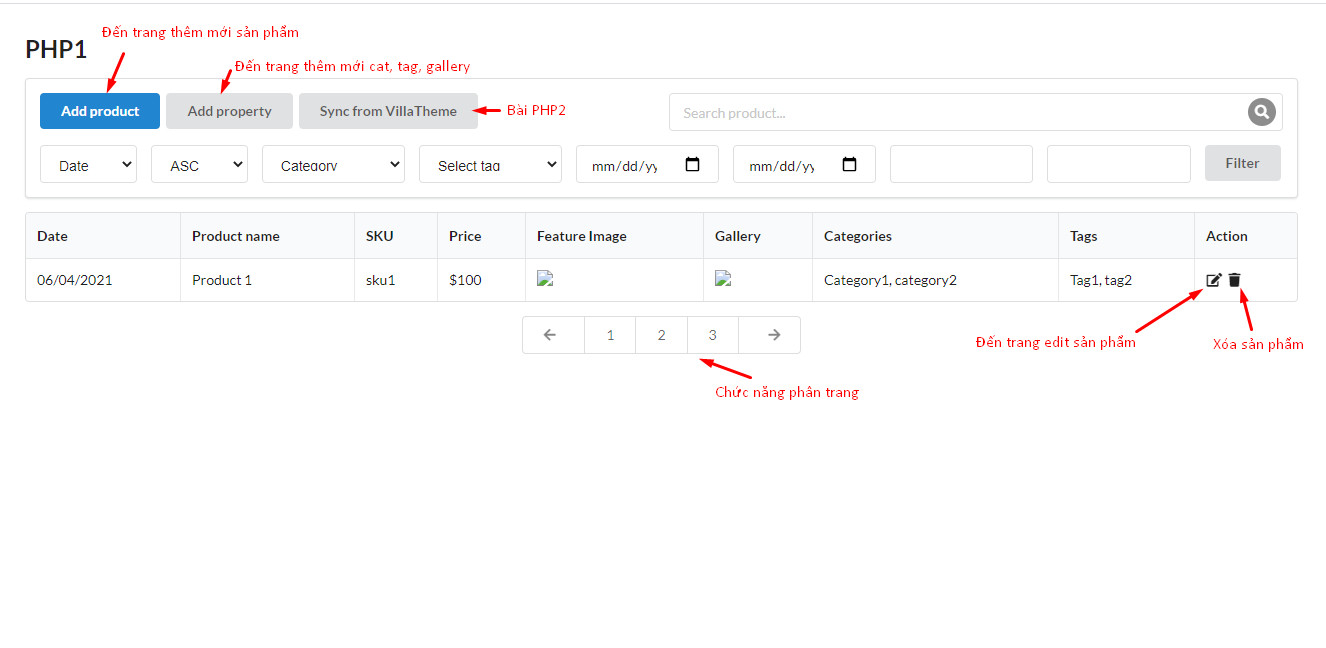 Đến trang thêm mới sản phẩm
PHP1
Đến trang thêm mới cat, tag, gallery
Add product
Add property
Sync from VillaTheme
Bài PHP2
Search product...
Date
ASC
Category
Select tag
mm/dd/yy
mm/dd/yy
Filter
Date Product name SKU Price Feature Image Gallery Categories Tags Action
06/04/2021 Product 1 sku1 $100 Category1, category2 Tag1, tag2
1 2 3
Đến trang edit sản phẩm
Xóa sản phẩm
Chức năng phân trang